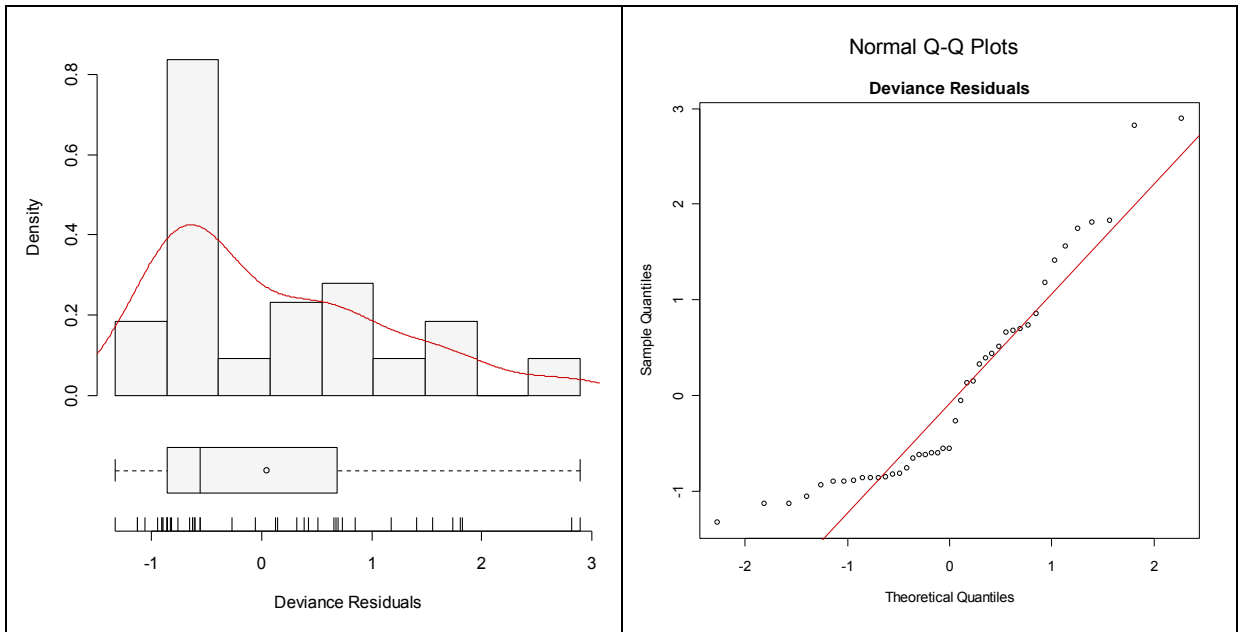 0.8
0.6
0.4
0.2
0.0
Density
-1 0 1 2 3
Deviance Residuals
Normal Q-Q Plots
Deviance Residuals
3
2
1
0
-1
Sample Quantiles
-2 -1 0 1 2
Theoretical Quantiles